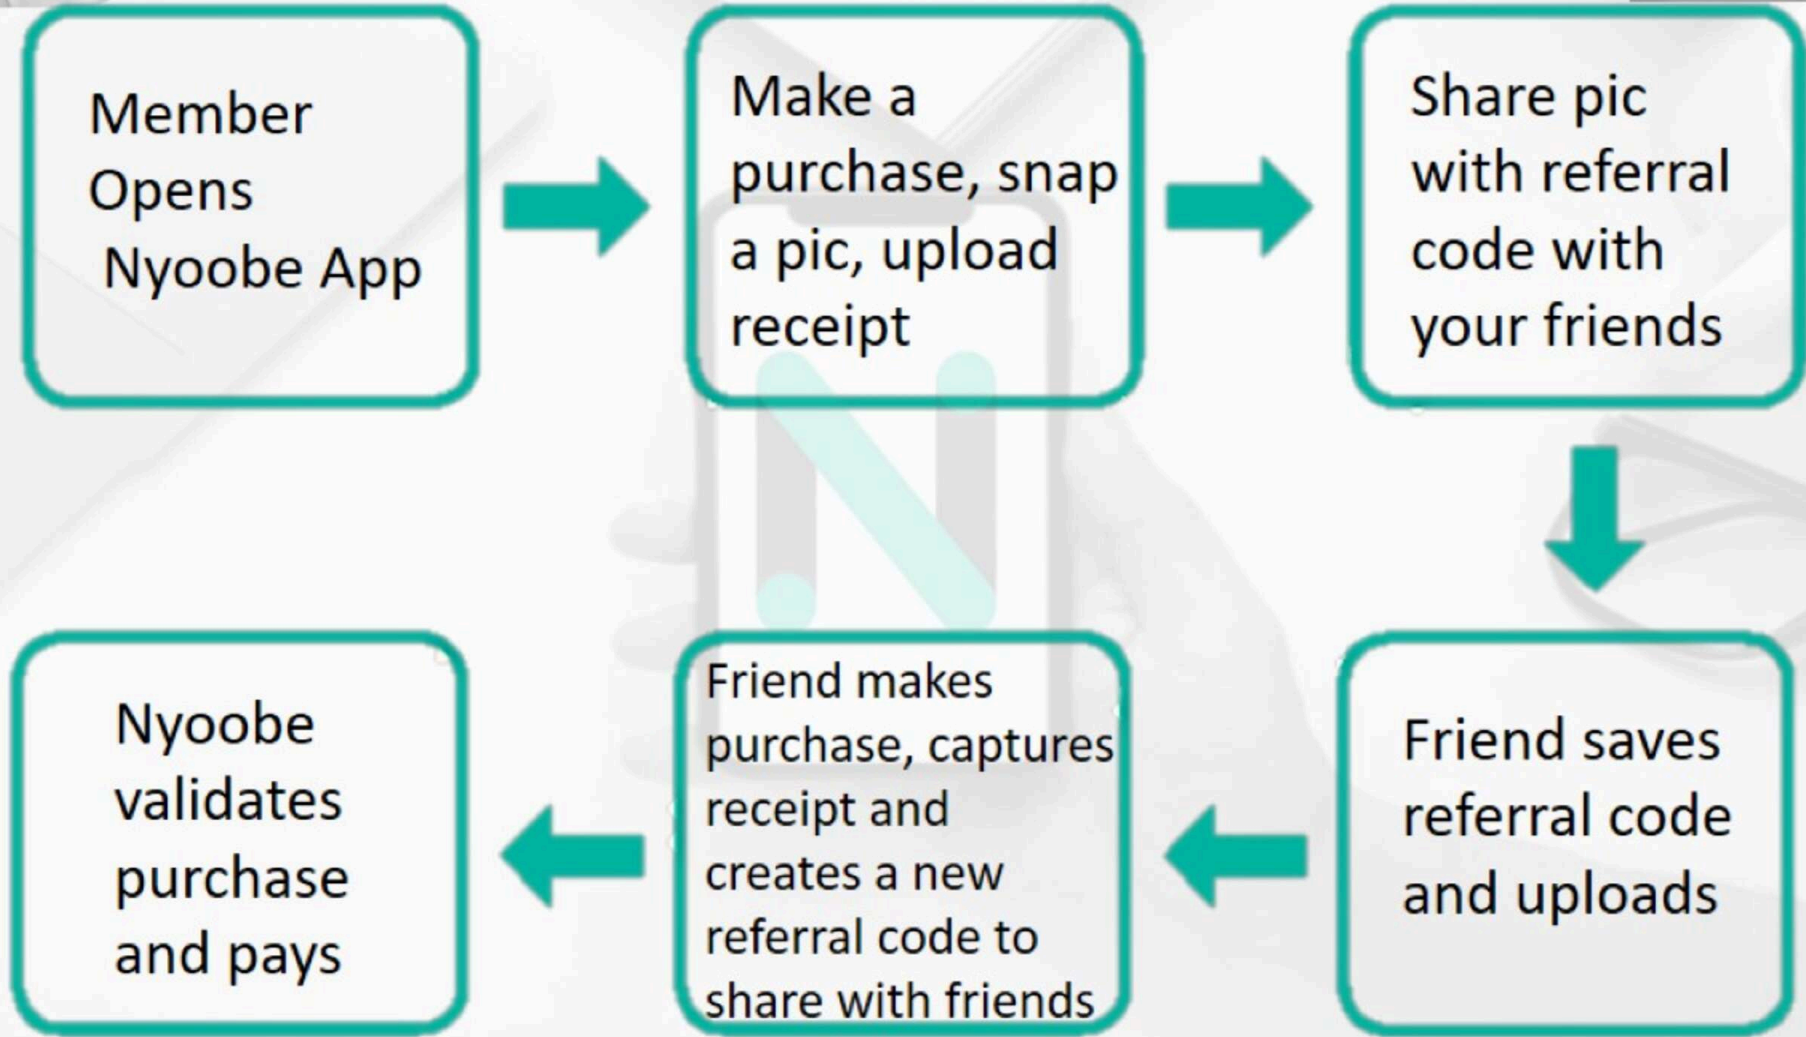 Member
Opens
Nyoobe App
Make a
purchase, snap
a pic, upload
receipt
Share pic
with referral
code with
your friends
Friend saves
referral code
and uploads
Friend makes
purchase, captures
receipt and
creates a new
referral code to
share with friends
Nyoobe
validates
purchase
and pays
N